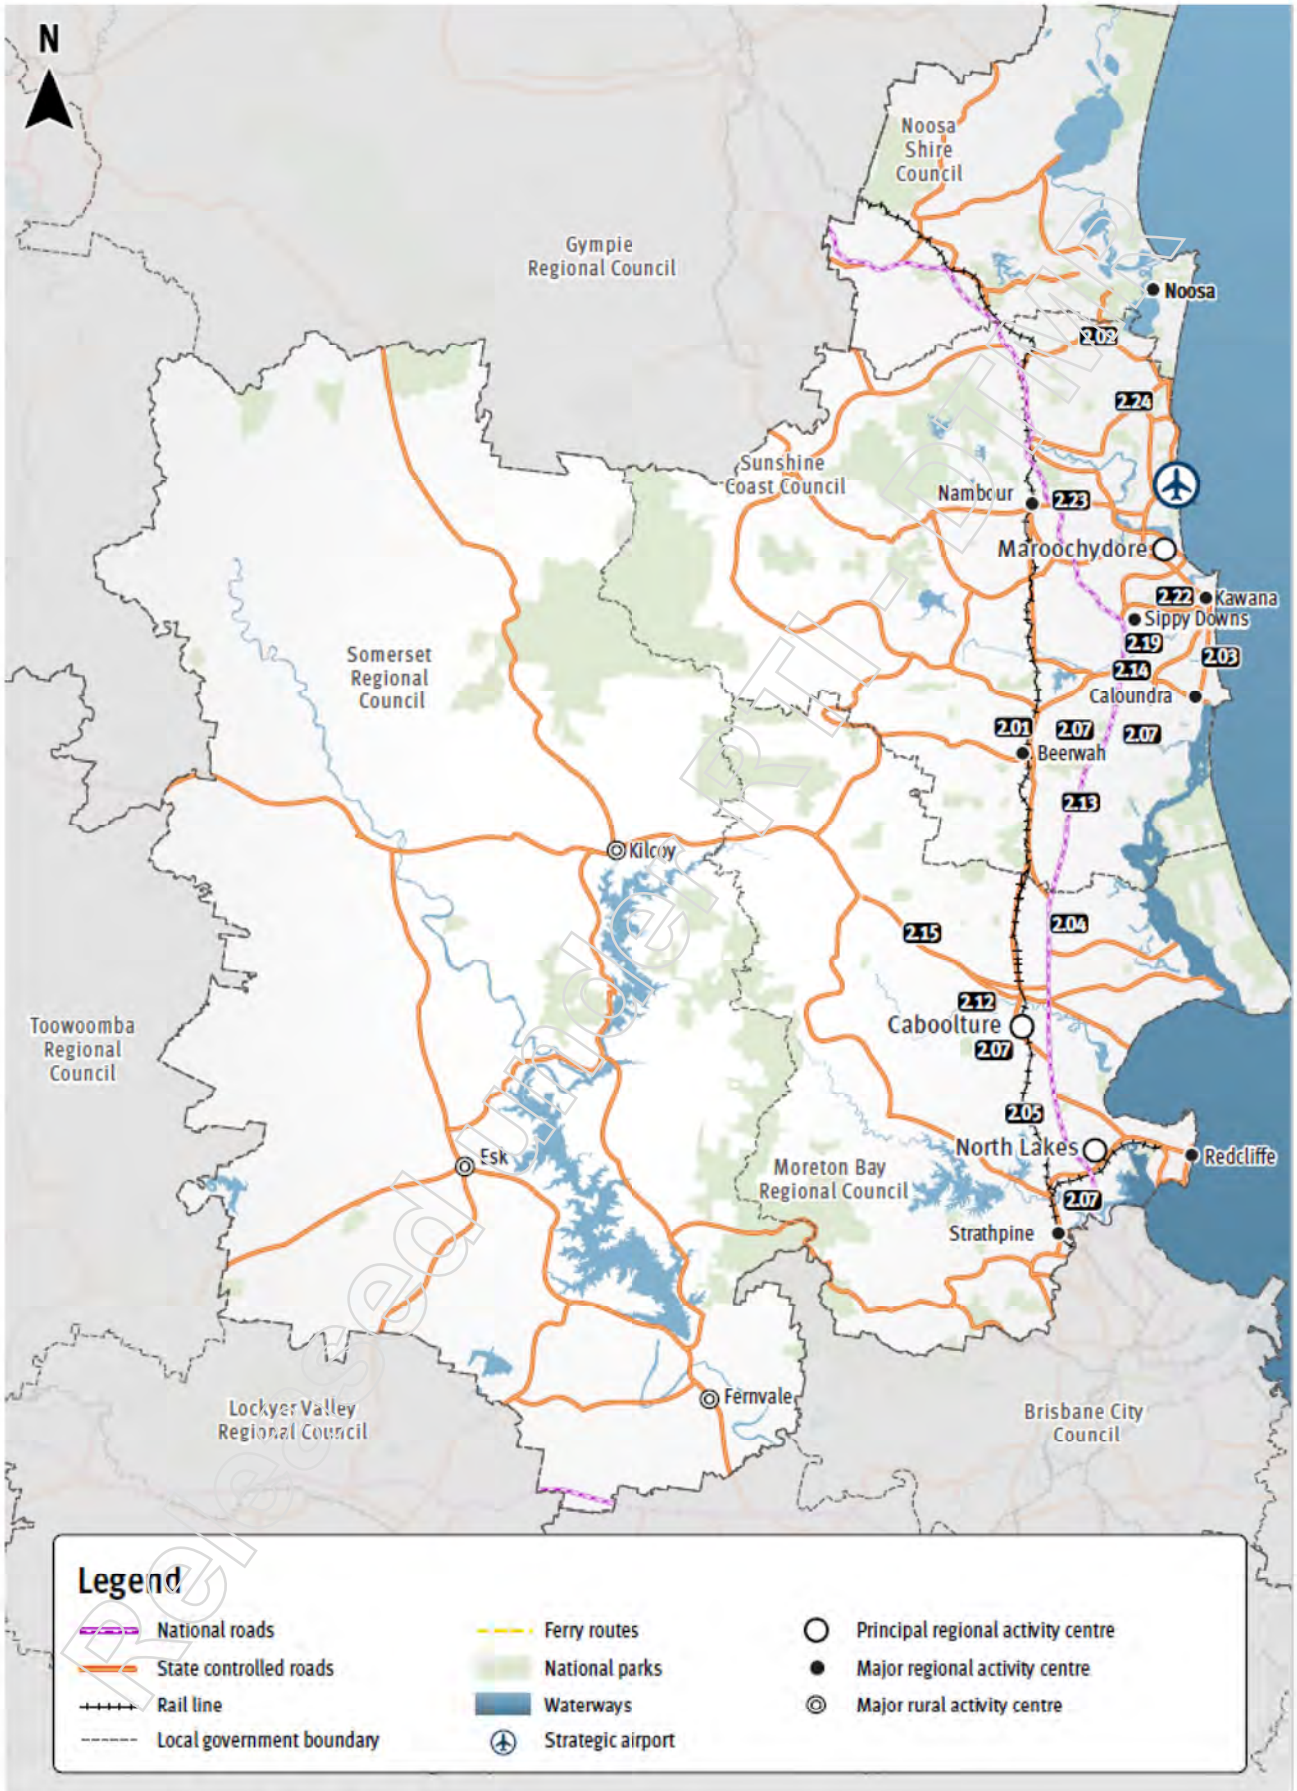 N
Noosa
Shire
Council
Gympie
Regional Council
Noosa
2.02
2.24
Sunshine
Coast Council
Nambour
2.23
Maroochydore
2.22
Kawana
Sippy Downs
2.19
2.03
2.14
Caloundra
Somerset
Regional
Council
2.01
2.07
2.07
Beerwah
2.13
Kilcoy
2.04
2.15
2.12
Caboolture
2.07
Toowoomba
Regional
Council
2.05
North Lakes
Redcliffe
Esk
Moreton Bay
Regional Council
2.07
Strathpine
Fernvale
Lockyer Valley
Regional Council
Brisbane City
Council
Released under RTI - DTMR
Legend
National roads
State controlled roads
Rail line
Local government boundary
Ferry routes
National parks
Waterways
Strategic airport
Principal regional activity centre
Major regional activity centre
Major rural activity centre